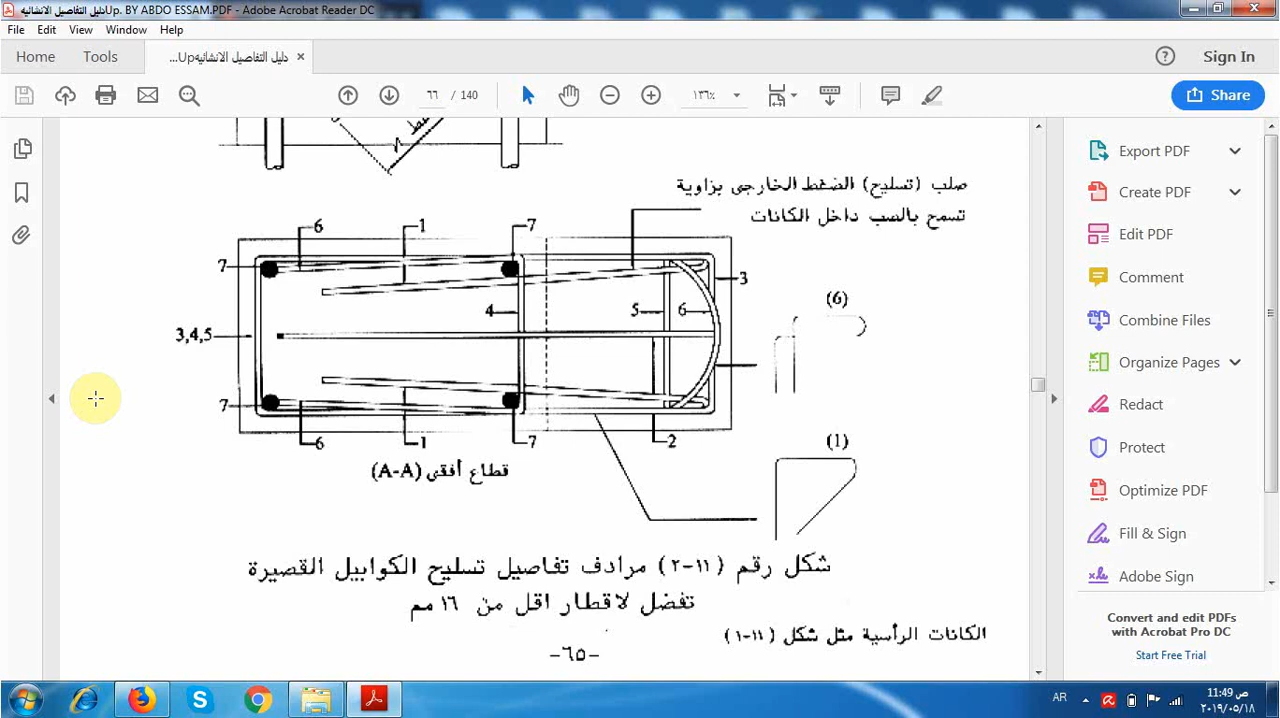 دليل التفاصيل الانشائيهUp. BY ABDO ESSAM.PDF - Adobe Acrobat Reader DC
File Edit View Window Help
Home Tools دليل التفاصيل الانشائيهUp... ×
Sign In
٦٦ / 140
١٣٦٪
Share
صلب (تسليح) الضغط الخارجى بزاوية
تسمح بالصب داخل الكانات
6 1 7
7
3
4 5 6
3,4,5
7
6 1 7 2
(6)
(1)
قطاع أفقى (A-A)
شكل رقم (١١-٢) مرادف تفاصيل تسليح الكوابيل القصيرة
تفضل لاقطار اقل من ١٦ مم
الكانات الرأسية مثل شكل (١١-١)
-٦٥-
Export PDF
Create PDF
Edit PDF
Comment
Combine Files
Organize Pages
Redact
Protect
Optimize PDF
Fill & Sign
Adobe Sign
Convert and edit PDFs
with Acrobat Pro DC
Start Free Trial
AR
11:49 ص
٢٠١٩/٠٥/١٨